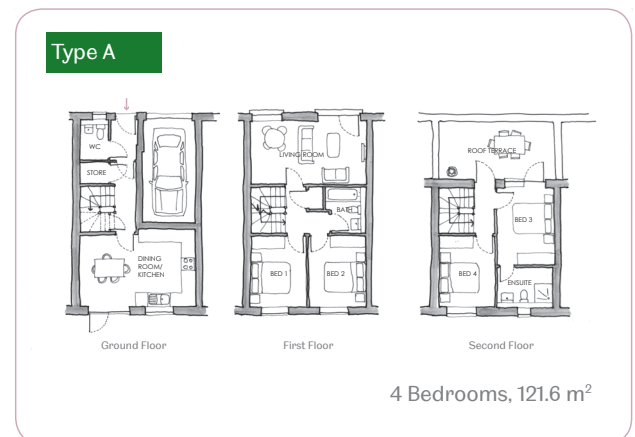 Type A
WC
STORE
DINING
ROOM/
KITCHEN
Ground Floor
LIVING ROOM
BATH
BED 1
BED 2
First Floor
ROOF TERRACE
BED 3
BED 4
ENSUITE
Second Floor
4 Bedrooms, 121.6 m²